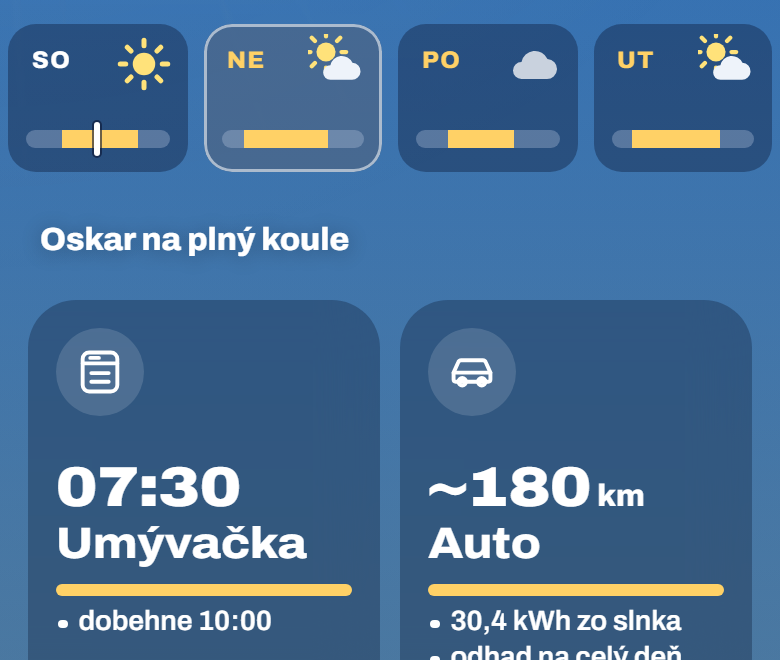 SO NE PO UT
Oskar na plný koule
07:30 ~180 km
Umývačka Auto
• dobehne 10:00 • 30,4 kWh zo slnka
• odhad na celý deň